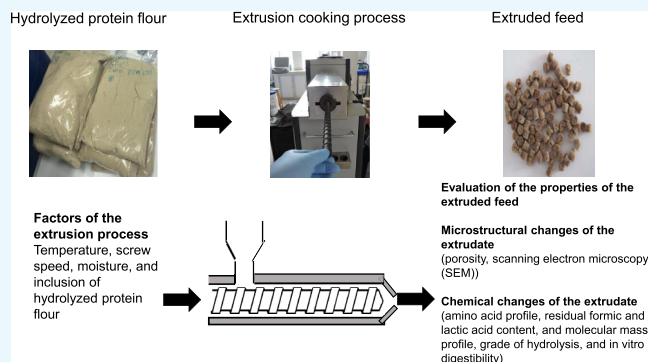 Hydrolyzed protein flour
Extrusion cooking process
Extruded feed
Evaluation of the properties of the
extruded feed
Factors of the
extrusion process
Temperature, screw
speed, moisture, and
inclusion of
hydrolyzed protein
flour
Microstructural changes of the
extrudate
(porosity, scanning electron microscopy
(SEM))
Chemical changes of the extrudate
(amino acid profile, residual formic and
lactic acid content, and molecular mass
profile, grade of hydrolysis, and in vitro
digestibility)